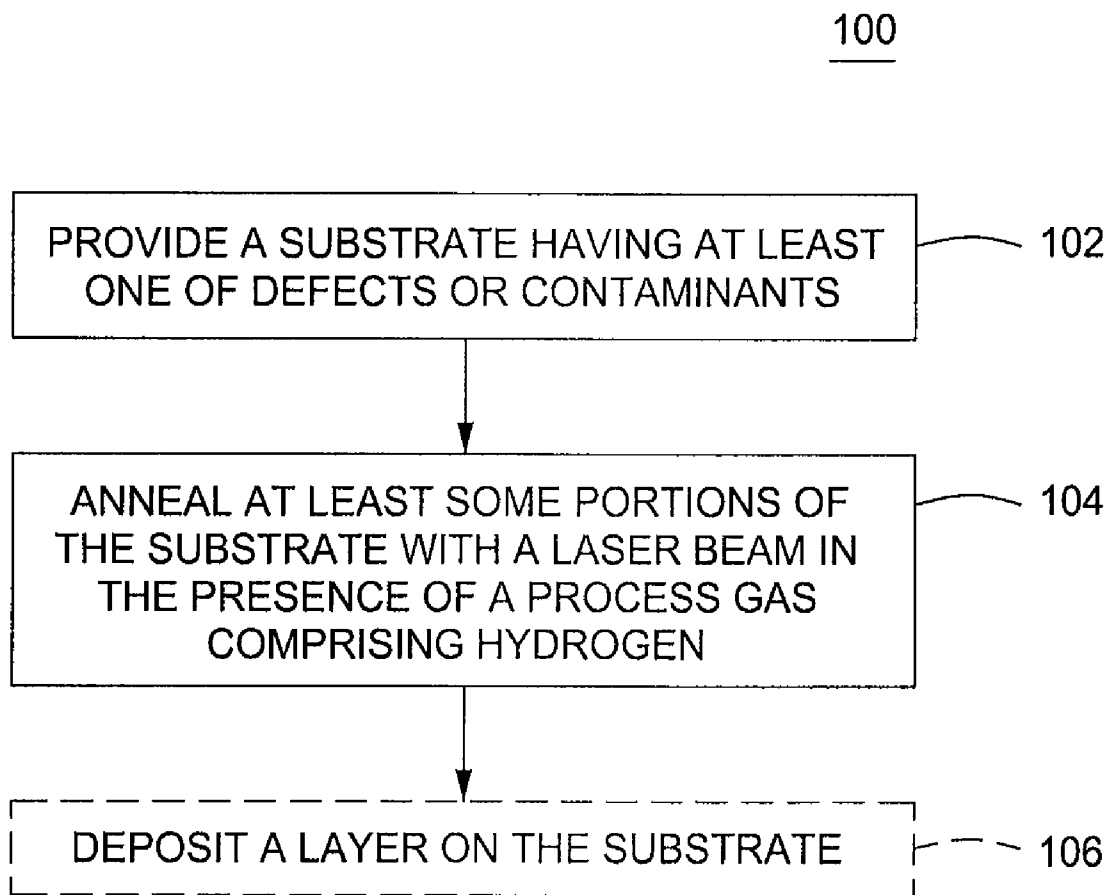 100
PROVIDE A SUBSTRATE HAVING AT LEAST
ONE OF DEFECTS OR CONTAMINANTS
102
ANNEAL AT LEAST SOME PORTIONS OF
THE SUBSTRATE WITH A LASER BEAM IN
THE PRESENCE OF A PROCESS GAS
COMPRISING HYDROGEN
104
DEPOSIT A LAYER ON THE SUBSTRATE
106